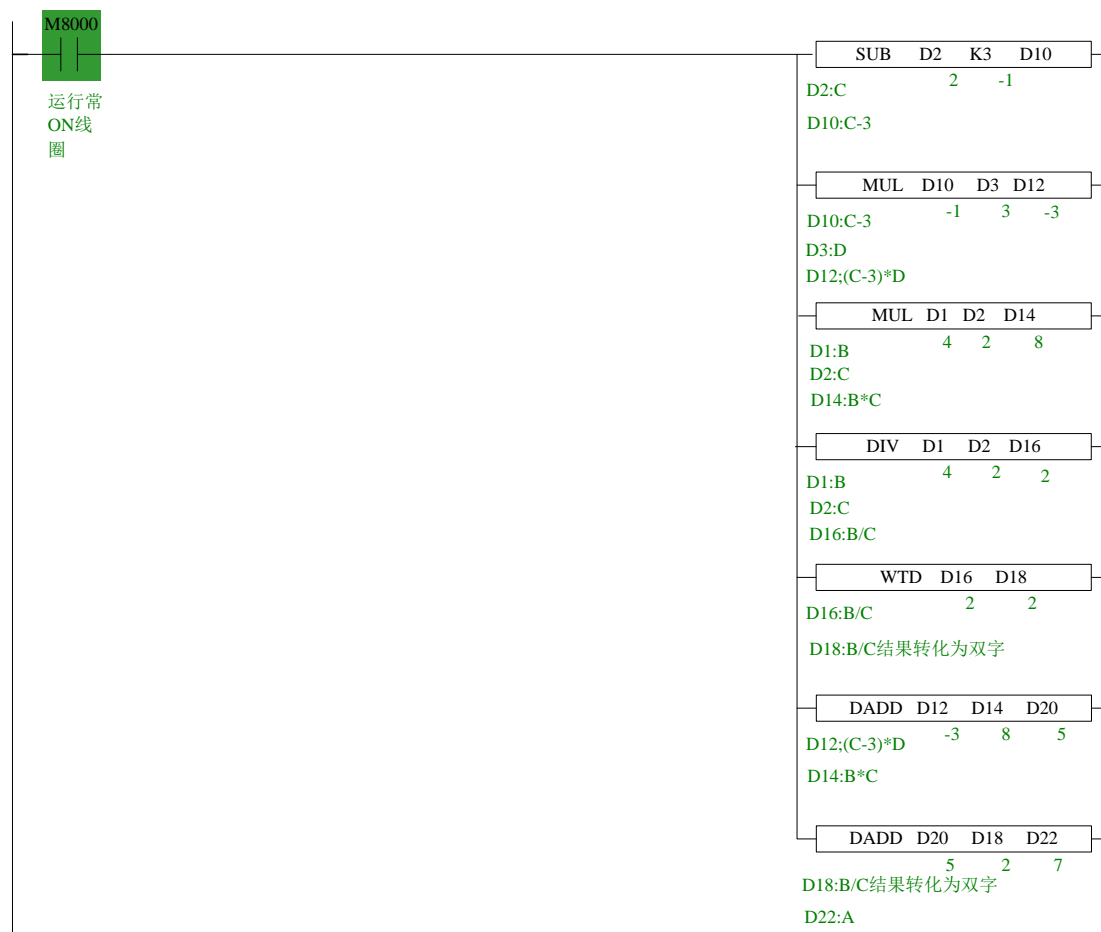 M8000
运行常
ON线
圈
SUB D2 K3 D10
2 -1
D2:C
D10:C-3
MUL D10 D3 D12
-1 3 -3
D10:C-3
D3:D
D12;(C-3)*D
MUL D1 D2 D14
4 2 8
D1:B
D2:C
D14:B*C
DIV D1 D2 D16
4 2 2
D1:B
D2:C
D16:B/C
WTD D16 D18
2 2
D16:B/C
D18:B/C结果转化为双字
DADD D12 D14 D20
-3 8 5
D12;(C-3)*D
D14:B*C
DADD D20 D18 D22
5 2 7
D18:B/C结果转化为双字
D22:A